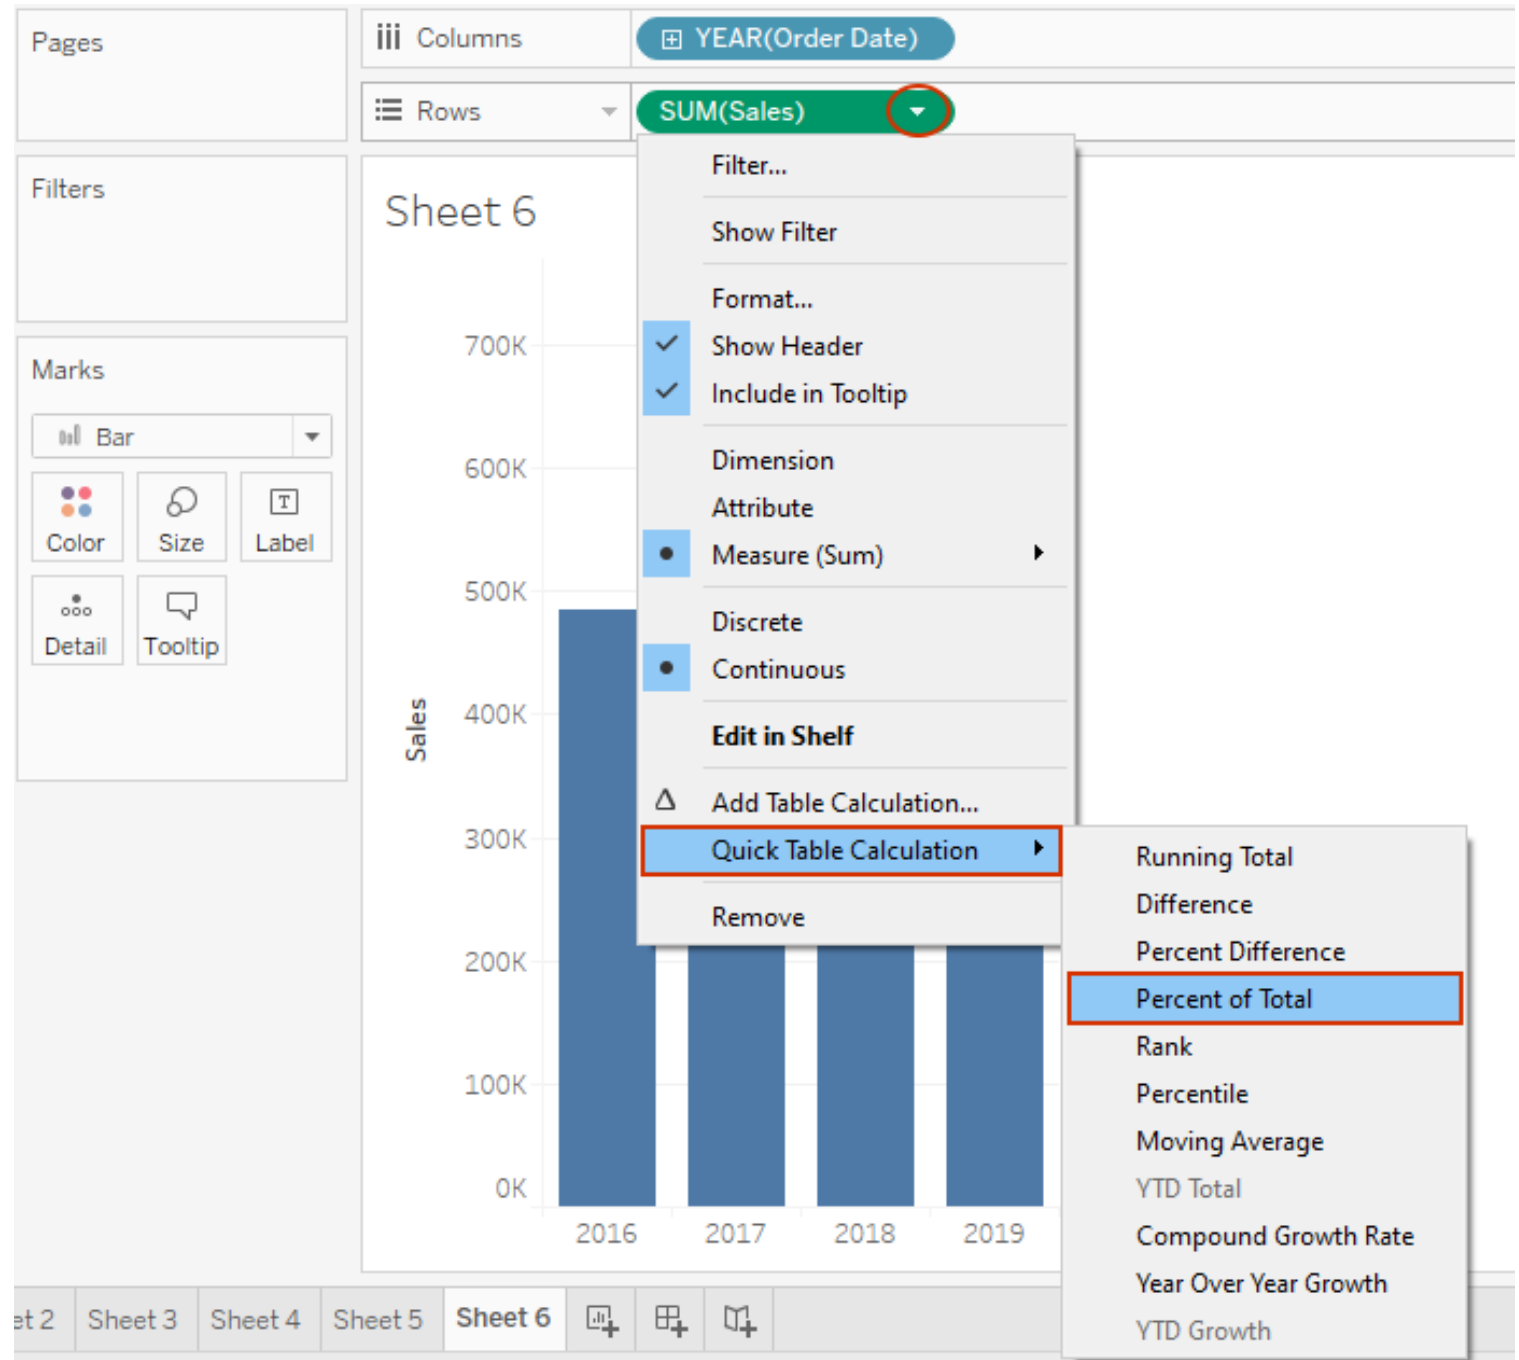 Pages
Columns
YEAR(Order Date)
Rows
SUM(Sales)
Filters
Marks
Bar
Color
Size
Label
Detail
Tooltip
Sheet 6
Sales
700K
600K
500K
400K
300K
200K
100K
0K
2016
2017
2018
2019
Filter...
Show Filter
Format...
Show Header
Include in Tooltip
Dimension
Attribute
Measure (Sum)
Discrete
Continuous
Edit in Shelf
Add Table Calculation...
Quick Table Calculation
Remove
Running Total
Difference
Percent Difference
Percent of Total
Rank
Percentile
Moving Average
YTD Total
Compound Growth Rate
Year Over Year Growth
YTD Growth
et 2
Sheet 3
Sheet 4
Sheet 5
Sheet 6